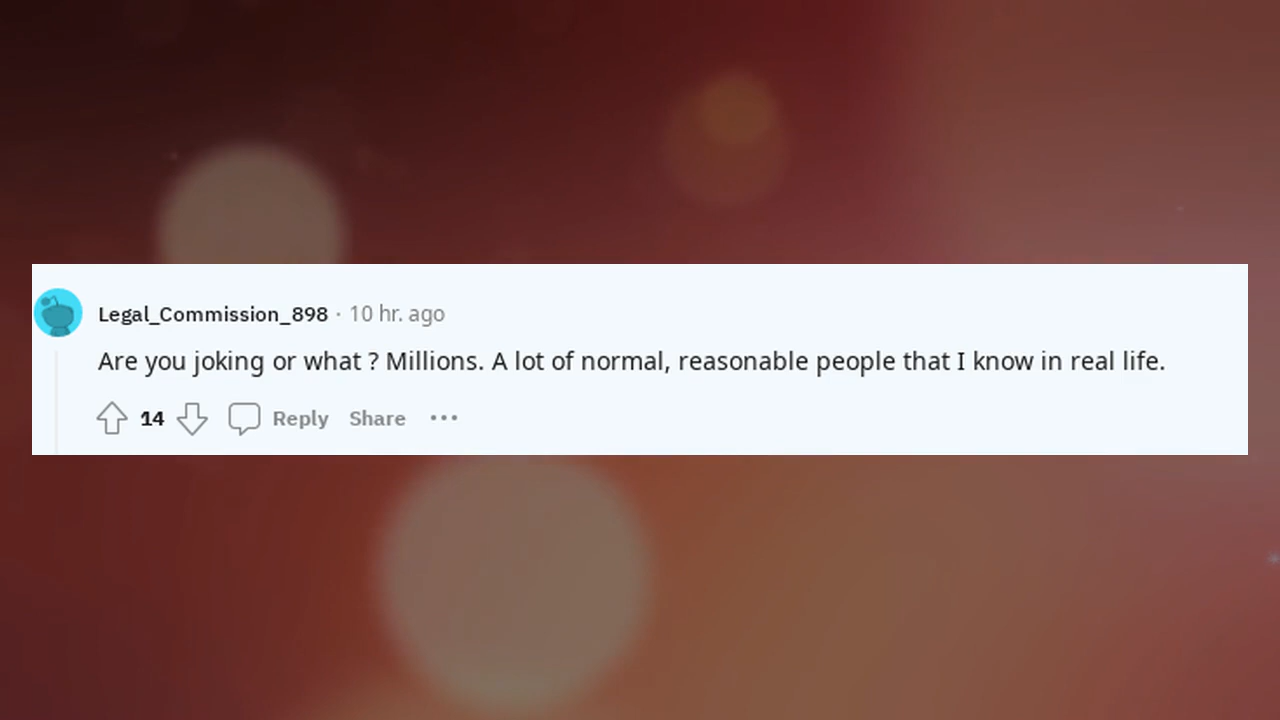 Legal_Commission_898 · 10 hr. ago
Are you joking or what ? Millions. A lot of normal, reasonable people that I know in real life.
14 Reply Share •••